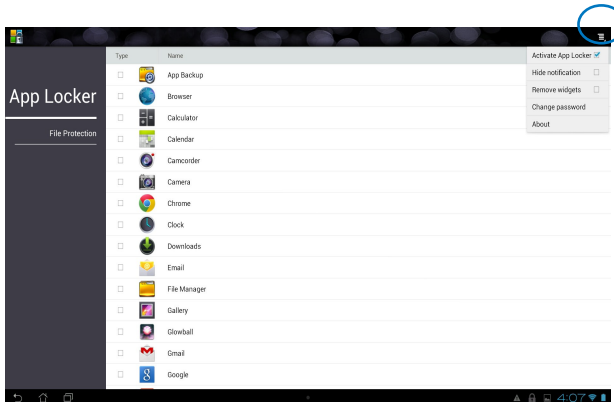 Type Name
Activate App Locker
Hide notification
Remove widgets
Change password
About
App Locker
File Protection
App Backup
Browser
Calculator
Calendar
Camcorder
Camera
Chrome
Clock
Downloads
Email
File Manager
Gallery
Glowball
Gmail
Google
4:07